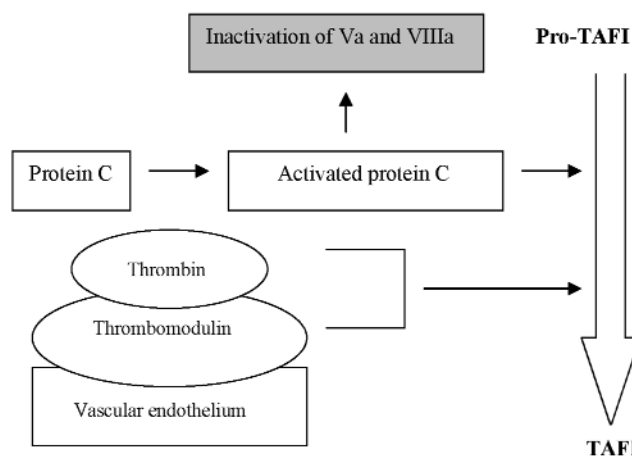 Inactivation of Va and VIIIa
Pro-TAFI
Protein C
Activated protein C
Thrombin
Thrombomodulin
Vascular endothelium
TAFI